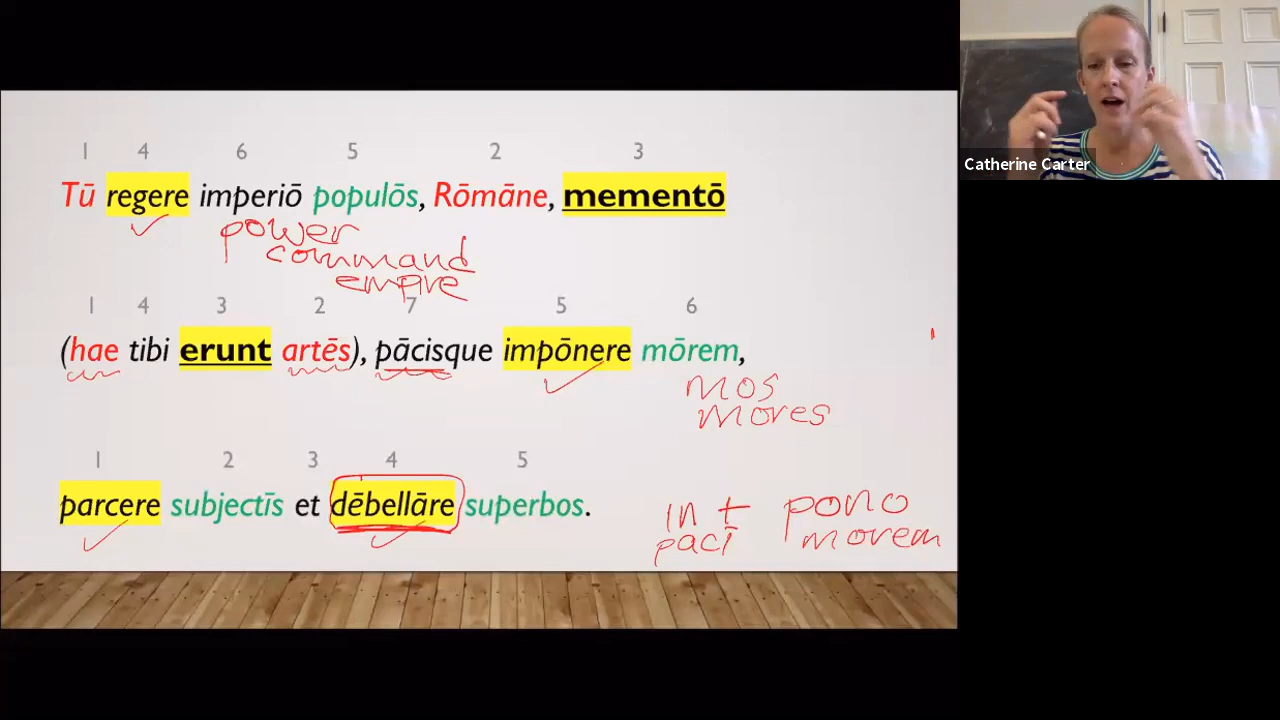 1 4 6 5 2 3
Tū regere imperiō populōs, Rōmāne, mementō
power
command
empire
1 4 3 2 7 5 6
(hae tibi erunt artēs), pācisque impōnere mōrem,
mos
mores
1 2 3 4 5
parcere subjectīs et dēbellāre superbos.
in + pono
pacī morem
Catherine Carter